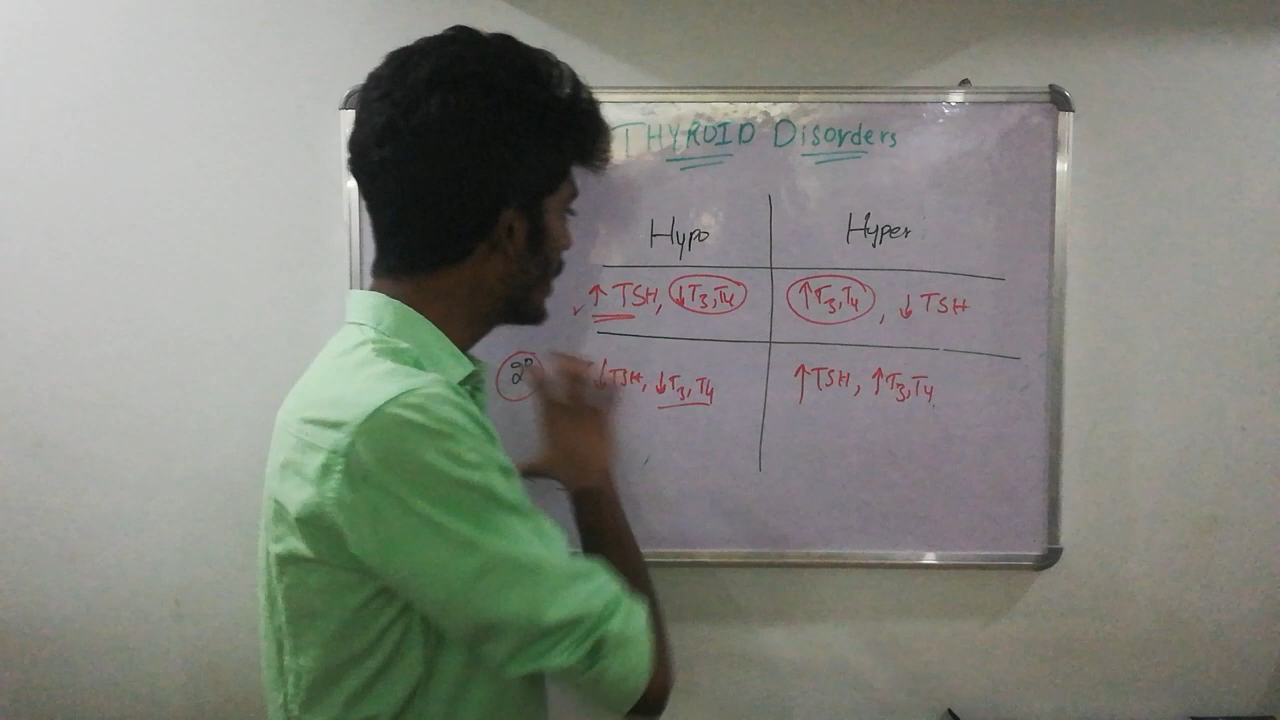 THYROID Disorders
Hypo Hyper
↑ TSH, ↓T3,T4 ↑T3,T4, ↓ TSH
2° ↓TSH, ↓T3,T4 ↑TSH, ↑T3,T4